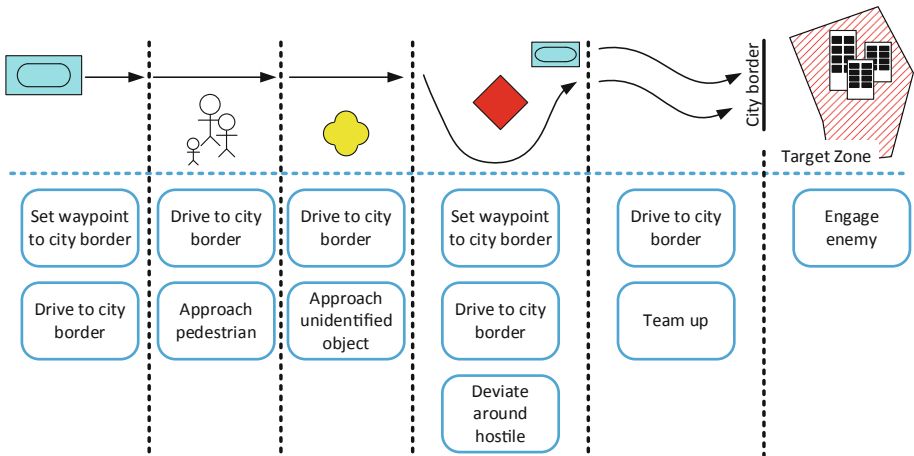 City border
Target Zone
Set waypoint
to city border
Drive to city
border
Drive to city
border
Approach
pedestrian
Drive to city
border
Approach
unidentified
object
Set waypoint
to city border
Drive to city
border
Deviate
around
hostile
Drive to city
border
Team up
Engage
enemy